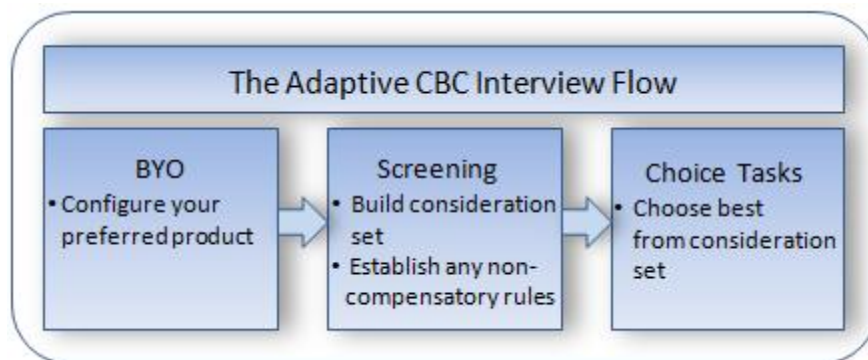 The Adaptive CBC Interview Flow
BYO
• Configure your
preferred product
Screening
• Build consideration
set
• Establish any non-
compensatory rules
Choice Tasks
• Choose best
from consideration
set